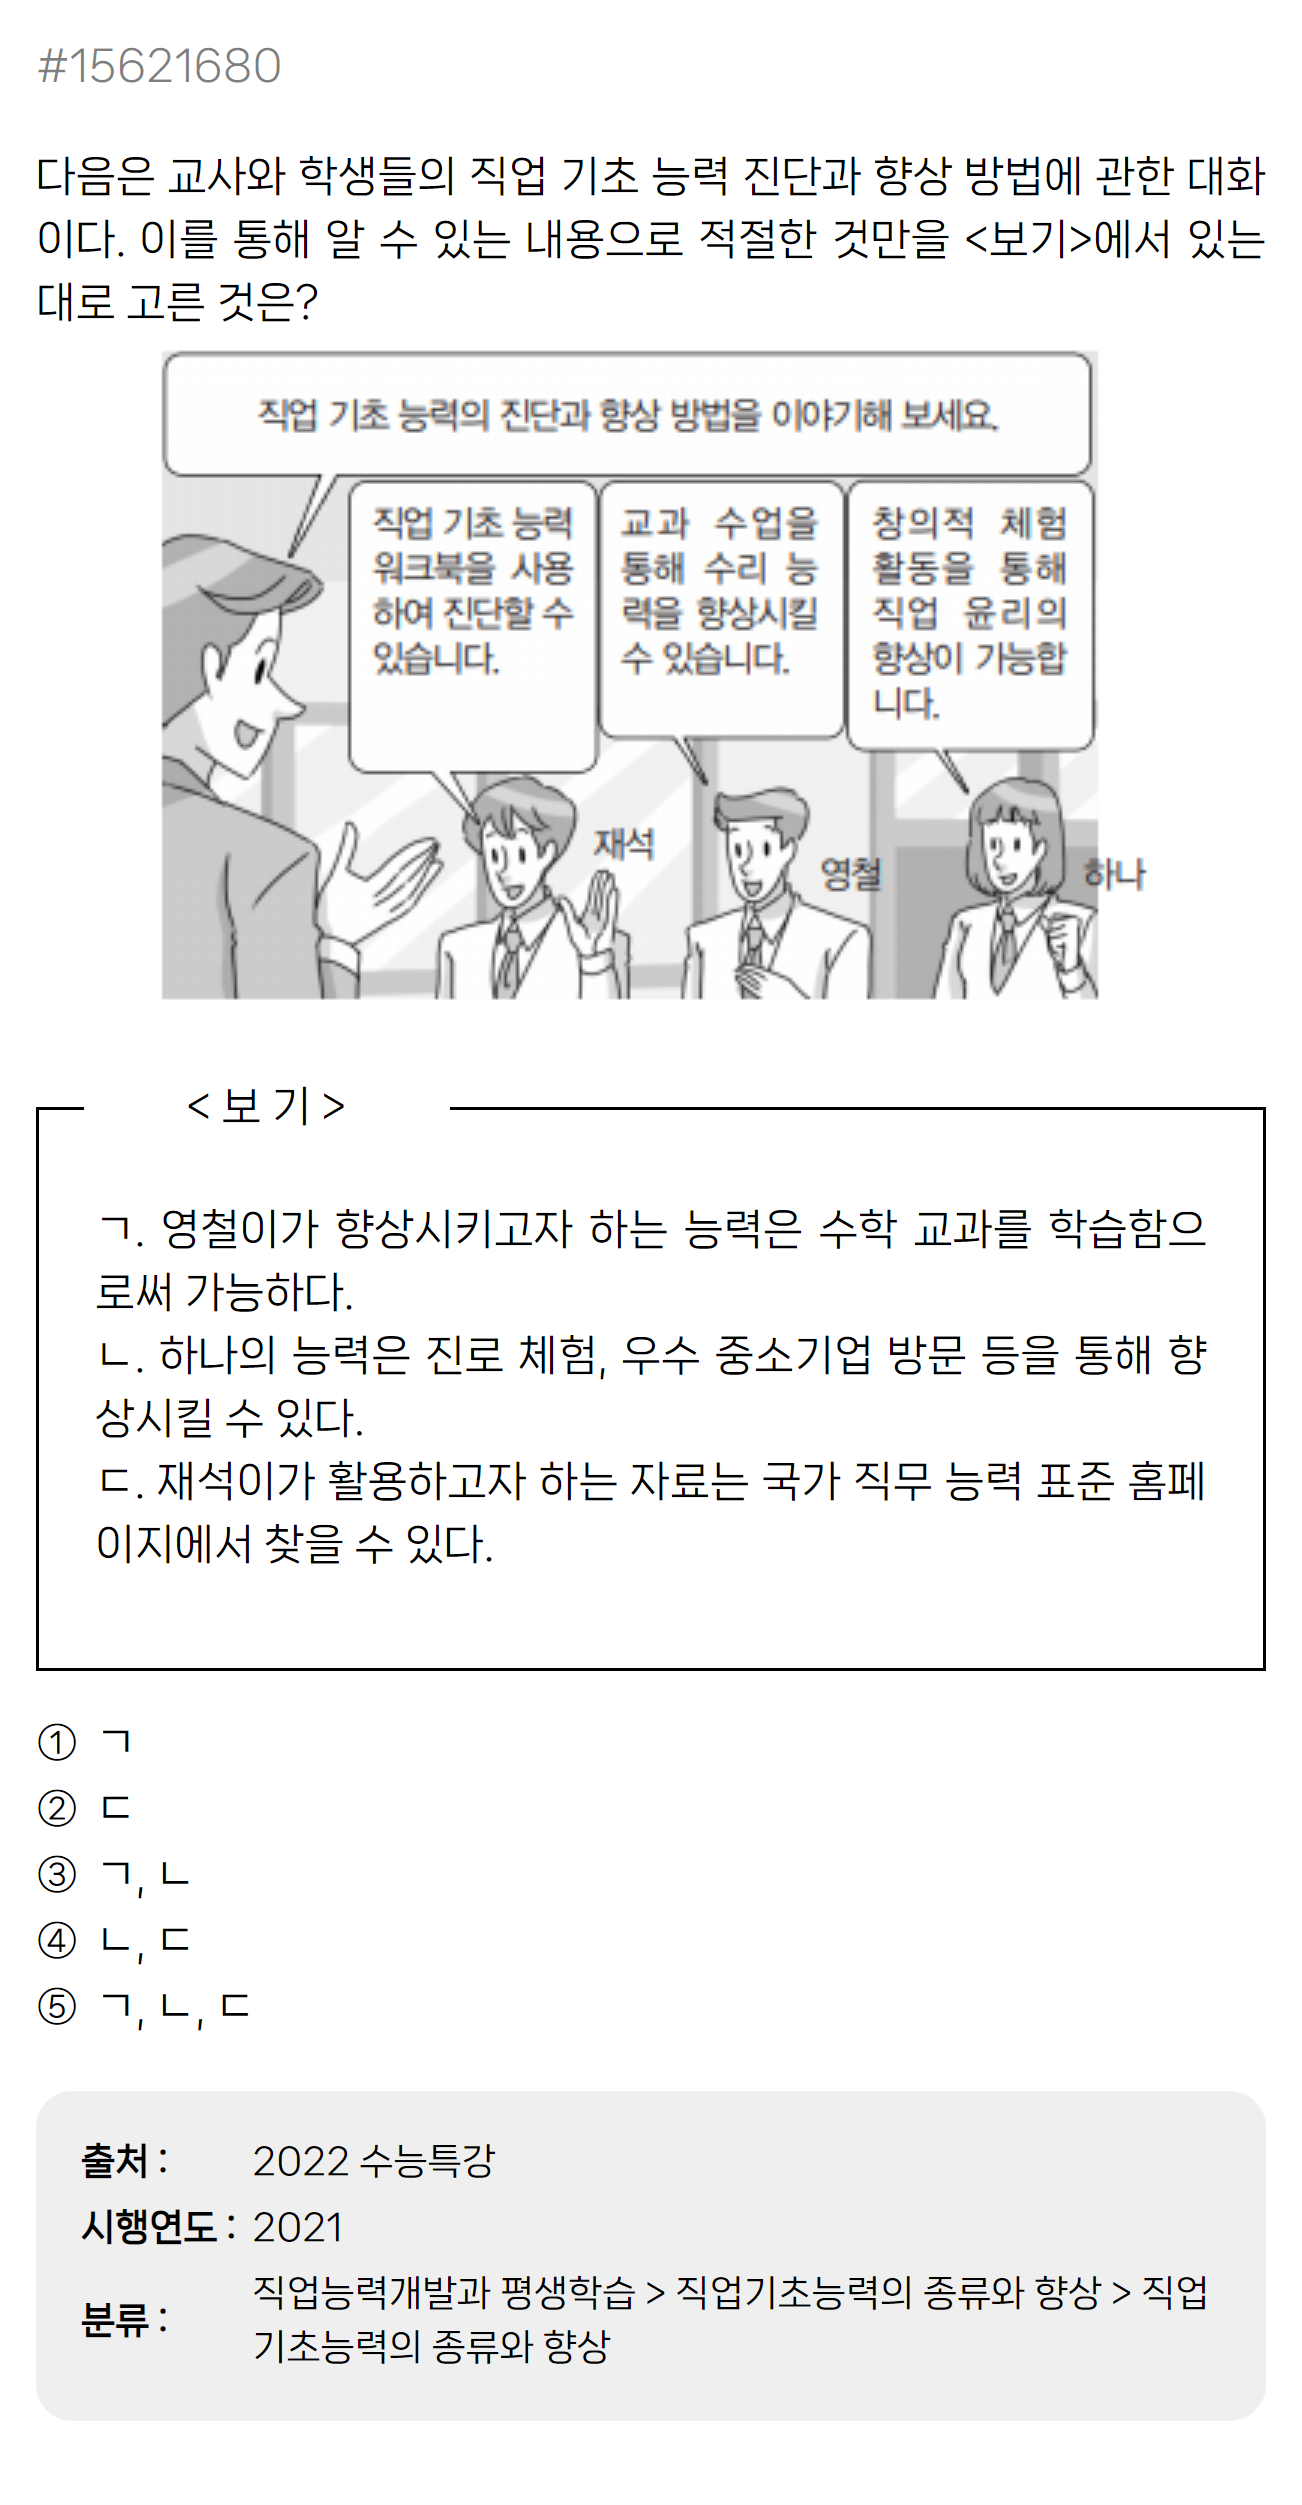 #15621680
다음은 교사와 학생들의 직업 기초 능력 진단과 향상 방법에 관한 대화
이다. 이를 통해 알 수 있는 내용으로 적절한 것만을 <보기>에서 있는
대로 고른 것은?
직업 기초 능력의 진단과 향상 방법을 이야기해 보세요.
직업 기초 능력
워크북을 사용
하여 진단할 수
있습니다.
교과 수업을
통해 수리 능
력을 향상시킬
수 있습니다.
창의적 체험
활동을 통해
직업 윤리의
향상이 가능합
니다.
재석
영철
하나
< 보 기 >
ㄱ. 영철이가 향상시키고자 하는 능력은 수학 교과를 학습함으
로써 가능하다.
ㄴ. 하나의 능력은 진로 체험, 우수 중소기업 방문 등을 통해 향
상시킬 수 있다.
ㄷ. 재석이가 활용하고자 하는 자료는 국가 직무 능력 표준 홈페
이지에서 찾을 수 있다.
① ㄱ
② ㄷ
③ ㄱ, ㄴ
④ ㄴ, ㄷ
⑤ ㄱ, ㄴ, ㄷ
출처 : 2022 수능특강
시행연도 : 2021
분류 : 직업능력개발과 평생학습 > 직업기초능력의 종류와 향상 > 직업
기초능력의 종류와 향상